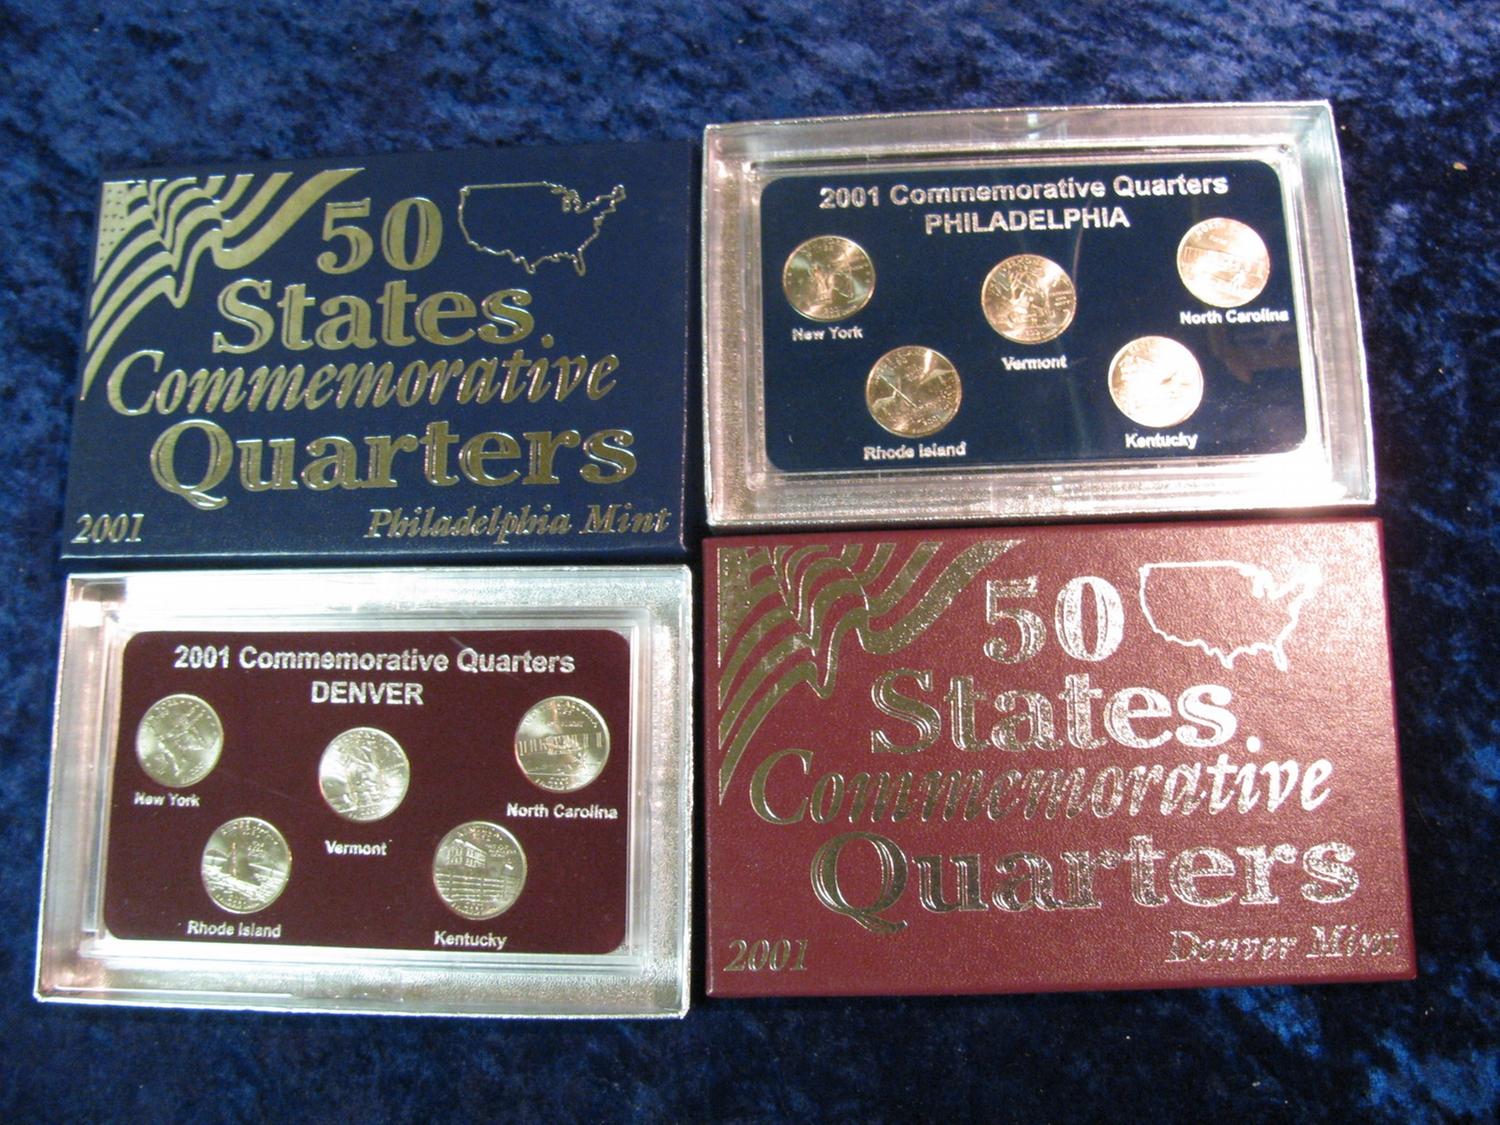 50
States
Commemorative
Quarters
2001
Philadelphia Mint
2001 Commemorative Quarters
PHILADELPHIA
New York
Vermont
North Carolina
Rhode Island
Kentucky
2001 Commemorative Quarters
DENVER
New York
Vermont
North Carolina
Rhode Island
Kentucky
50
States
Commemorative
Quarters
2001
Denver Mint